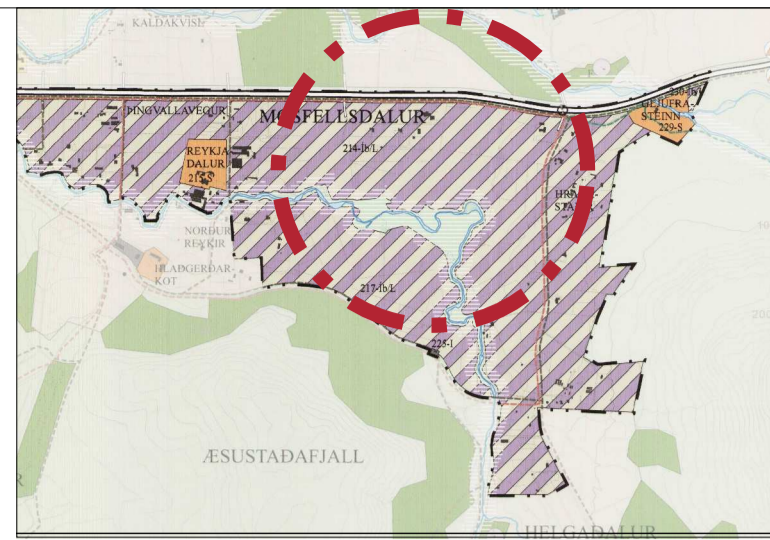 KALDAKVÍSL
ÞINGVALLAVEGUR
MOSFELLSDALUR
214-Íb/L
REYKJA
DALUR
GLJÚFRA-
STEINN
229-S
NORÐUR
REYKIR
HLAÐGERÐAR-
KOT
217-Íb/L
225-I
ÆSUSTAÐAFJALL
HELGADALUR